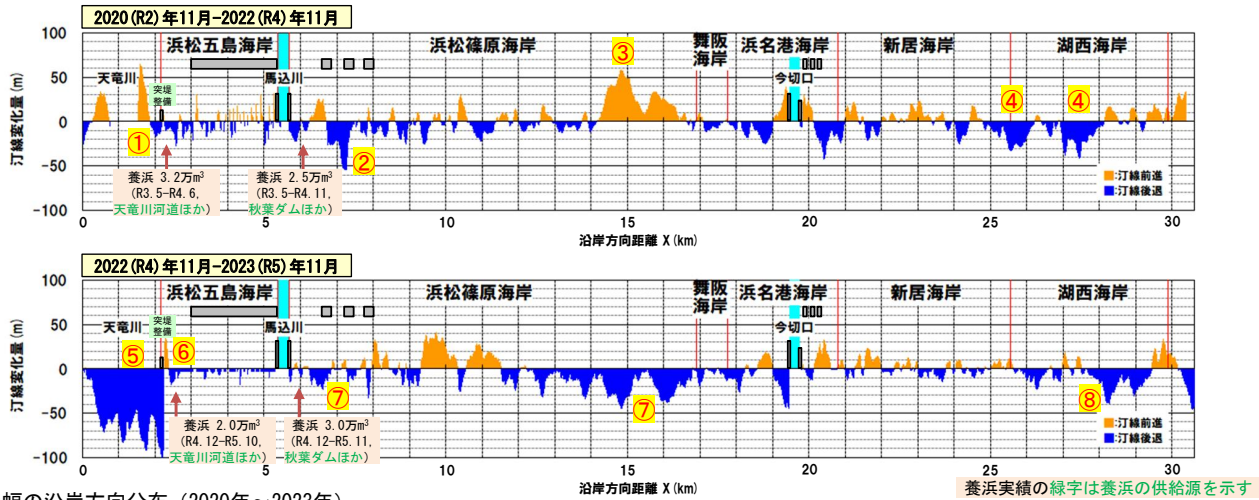 2020(R2)年11月-2022(R4)年11月
汀線変化量(m)
100
50
0
-50
-100
天竜川
浜松五島海岸
突堤
整備
馬込川
浜松篠原海岸
舞阪
海岸
浜名港海岸
今切口
新居海岸
湖西海岸
①
②
③
④
④
養浜 3.2万m³
(R3.5-R4.6,
天竜川河道ほか)
養浜 2.5万m³
(R3.5-R4.11,
秋葉ダムほか)
:汀線前進
:汀線後退
0 5 10 15 20 25 30
沿岸方向距離 X(km)
2022(R4)年11月-2023(R5)年11月
汀線変化量(m)
100
50
0
-50
-100
天竜川
浜松五島海岸
突堤
整備
馬込川
浜松篠原海岸
舞阪
海岸
浜名港海岸
今切口
新居海岸
湖西海岸
⑤
⑥
⑦
⑦
⑧
養浜 2.0万m³
(R4.12-R5.10,
天竜川河道ほか)
養浜 3.0万m³
(R4.12-R5.11,
秋葉ダムほか)
:汀線前進
:汀線後退
0 5 10 15 20 25 30
沿岸方向距離 X(km)
養浜実績の緑字は養浜の供給源を示す
幅の沿岸方向分布(2020年～2023年)